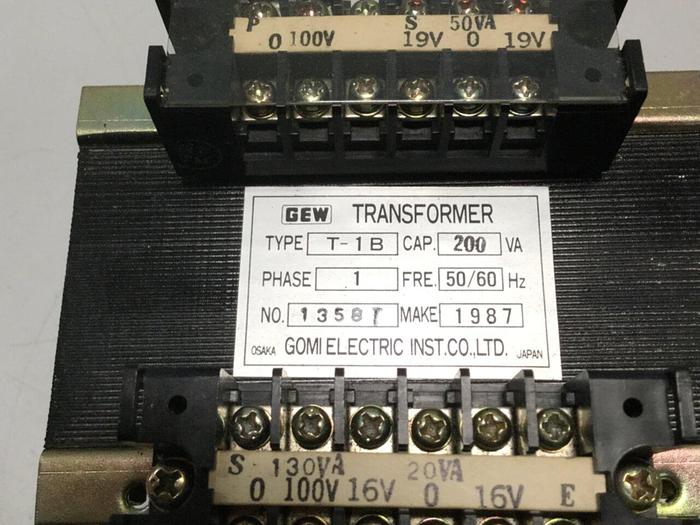 P S 50VA
0 100V 19V 0 19V
GEW TRANSFORMER
TYPE T-1B CAP. 200 VA
PHASE 1 FRE. 50/60 Hz
NO. MAKE 1987
OSAKA GOMI ELECTRIC INST.CO.,LTD. JAPAN
S 130VA 20VA
0 100V 16V 0 16V E